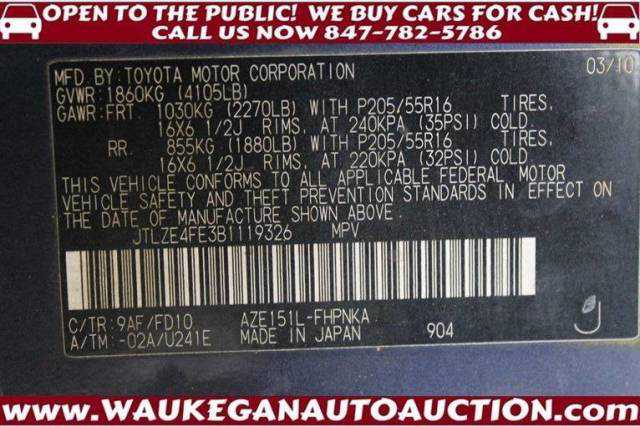 OPEN TO THE PUBLIC! WE BUY CARS FOR CASH!
CALL US NOW 847-782-5786
MFD.BY:TOYOTA MOTOR CORPORATION 03/10
GVWR:1860KG (4105LB)
GAWR:FRT 1030KG (2270LB) WITH P205/55R16 TIRES,
16X6 1/2J RIMS, AT 240KPA (35PSI) COLD.
RR 855KG (1880LB) WITH P205/55R16 TIRES,
16X6 1/2J RIMS, AT 220KPA (32PSI) COLD.
THIS VEHICLE CONFORMS TO ALL APPLICABLE FEDERAL MOTOR
VEHICLE SAFETY AND THEFT PREVENTION STANDARDS IN EFFECT ON
THE DATE OF MANUFACTURE SHOWN ABOVE.
JTLZE4FE3B1119326 MPV
C/TR:9AF/FD10 AZE151L-FHPNKA
A/TM:-02A/U241E MADE IN JAPAN 904
J
www.WAUKEGANAUTOAUCTION.com